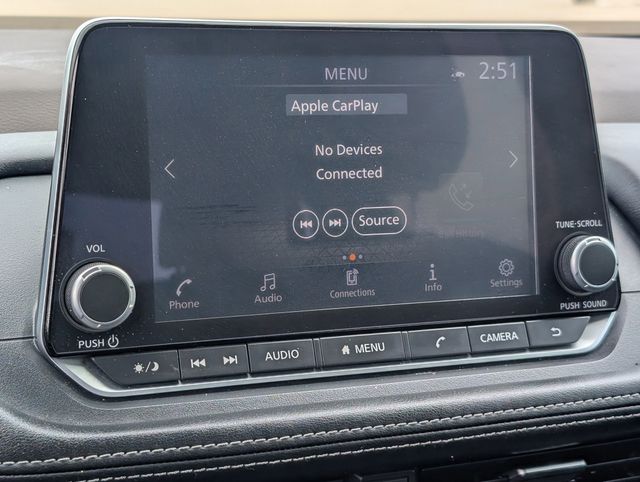 MENU
2:51
Apple CarPlay
No Devices
Connected
Source
Phone
Audio
Connections
Info
Settings
VOL
PUSH
TUNE·SCROLL
PUSH SOUND
AUDIO
MENU
CAMERA